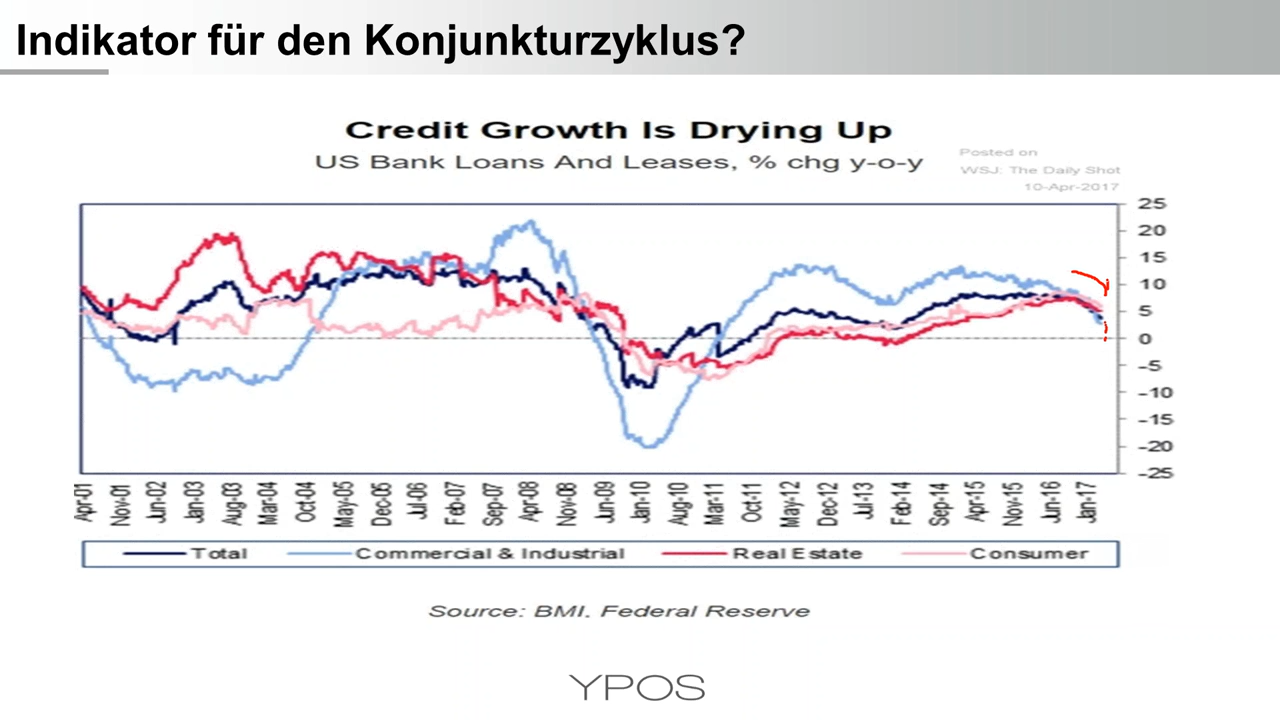 Indikator für den Konjunkturzyklus?
Credit Growth Is Drying Up
US Bank Loans And Leases, % chg y-o-y
Posted on
WSJ: The Daily Shot
10-Apr-2017
25
20
15
10
5
0
-5
-10
-15
-20
-25
Apr-01 Nov-01 Jun-02 Jan-03 Aug-03 Mar-04 Oct-04 May-05 Dec-05 Jul-06 Feb-07 Sep-07 Apr-08 Nov-08 Jun-09 Jan-10 Aug-10 Mar-11 Oct-11 May-12 Dec-12 Jul-13 Feb-14 Sep-14 Apr-15 Nov-15 Jun-16 Jan-17
Total Commercial & Industrial Real Estate Consumer
Source: BMI, Federal Reserve
YPOS